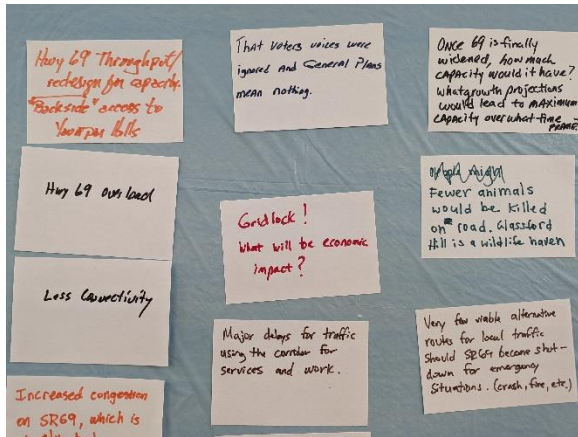 Hwy 69 Throughput/
redesign for capacity.
"Backside" access to
Yavapai Hills
Hwy 69 overload
Less Connectivity
Increased congestion
on SR69, which is
That voters voices were
ignored and General Plans
mean nothing.
Gridlock!
What will be economic
impact?
Major delays for traffic
using the corridor for
services and work.
Once 69 is finally
widened, how much
capacity would it have?
What growth projections
would lead to maximum
capacity over what time
frame?
Fewer animals
would be killed
on road. Glassford
Hill is a wildlife haven
Very few viable alternative
routes for local traffic
should SR69 become shut-
down for emergency
situations. (crash, fire, etc.)